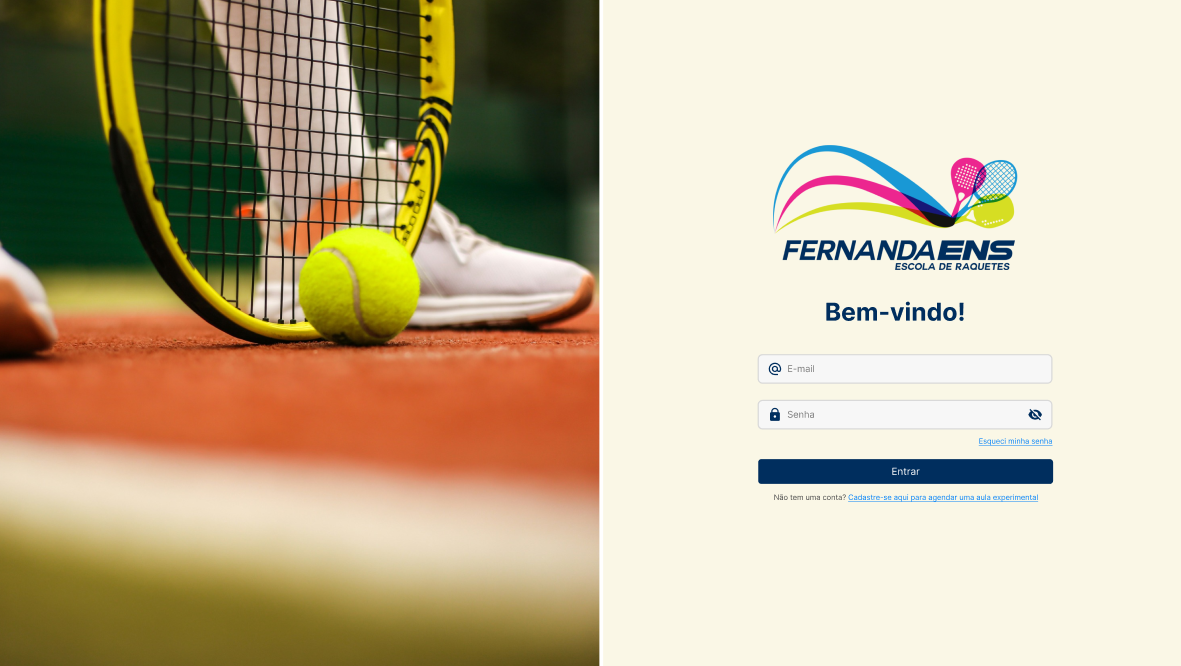 FERNANDAENS
ESCOLA DE RAQUETES
Bem-vindo!
E-mail
Senha
Esqueci minha senha
Entrar
Não tem uma conta? Cadastre-se aqui para agendar uma aula experimental